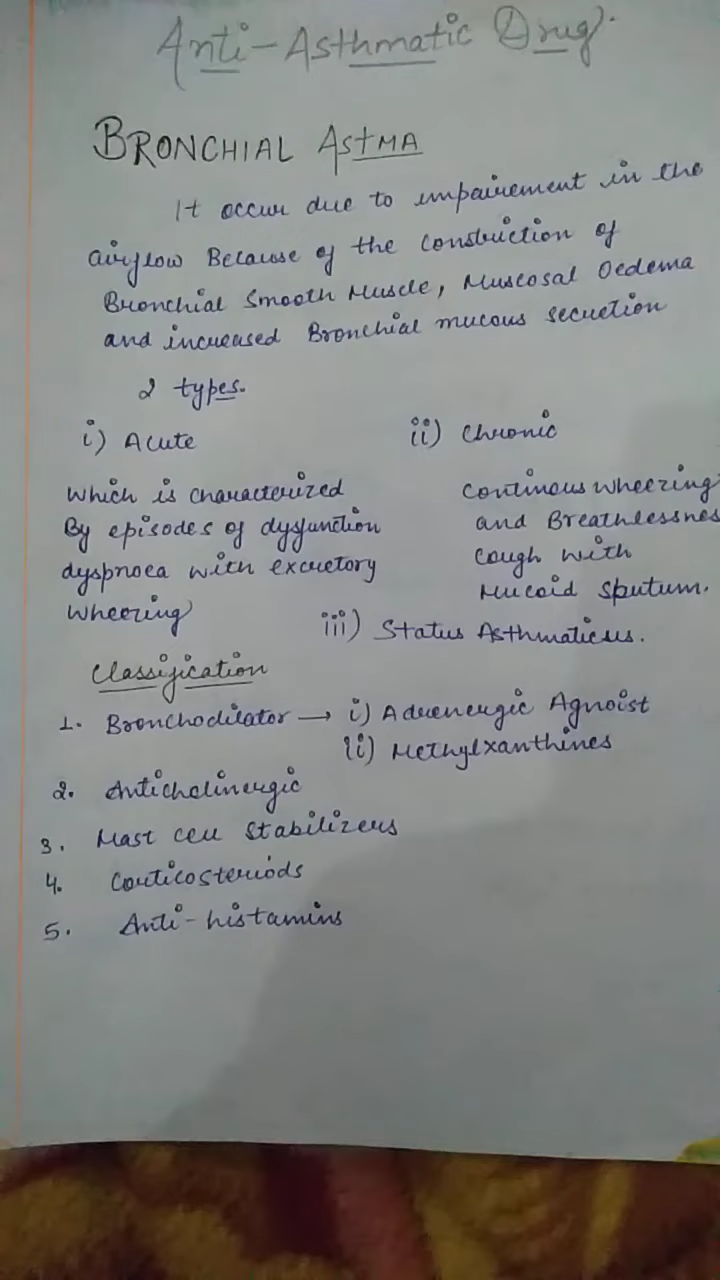 Anti-Asthmatic Drug.
BRONCHIAL ASTMA
It occur due to impairement in the
airflow Because of the constriction of
Bronchial Smooth Muscle, Muscosal Oedema
and increased Bronchial mucous secretion
2 types.
i) Acute
ii) Chronic
Which is characterized
By episodes of dysfunction
dyspnoea with excretory
wheezing
Continous wheezing
and Breathlessnes
cough with
Mucoid Sputum.
iii) Status Asthmaticus.
Classification
1. Bronchodilator → i) Adrenergic Agnoist
ii) Methylxanthines
2. Anticholinergic
3. Mast cell Stabilizers
4. Corticosteriods
5. Anti-histamins